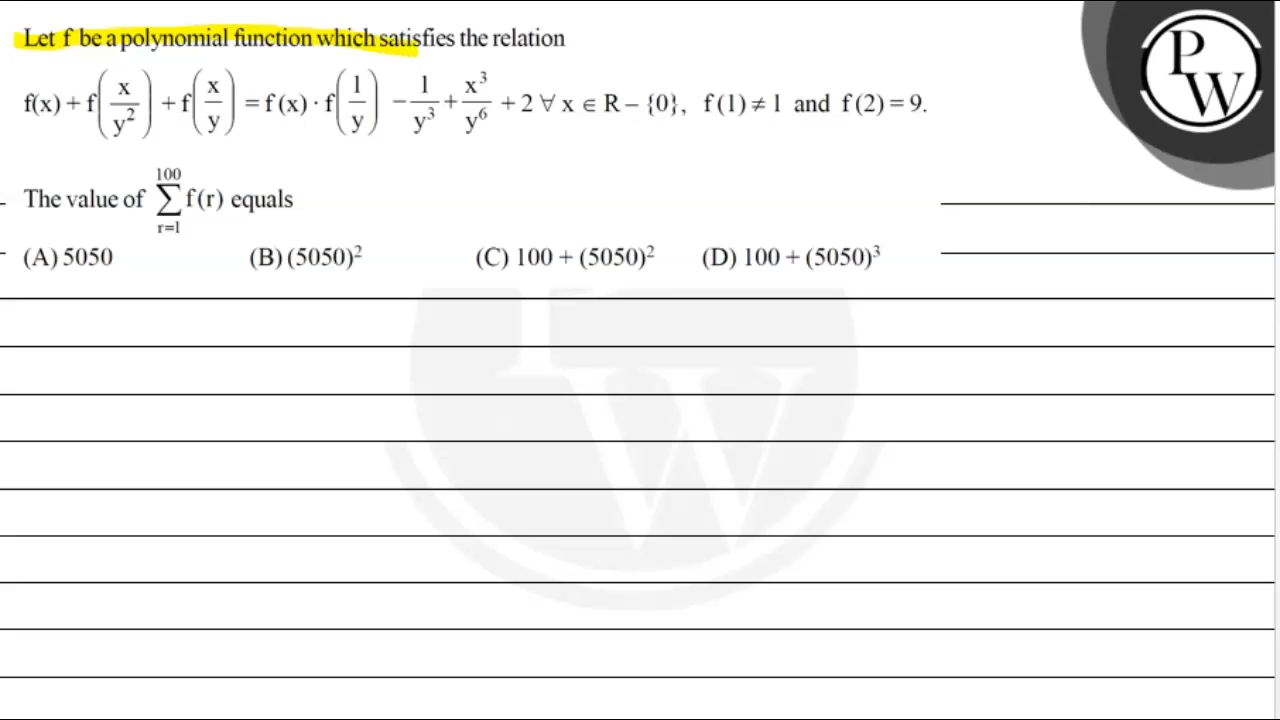 Let f be a polynomial function which satisfies the relation
f(x) + f(x/y²) + f(x/y) = f(x) · f(1/y) − 1/y³ + x³/y⁶ + 2 ∀ x ∈ R – {0}, f(1) ≠ 1 and f(2) = 9.
The value of ∑_{r=1}^{100} f(r) equals
(A) 5050 (B) (5050)² (C) 100 + (5050)² (D) 100 + (5050)³
P
W